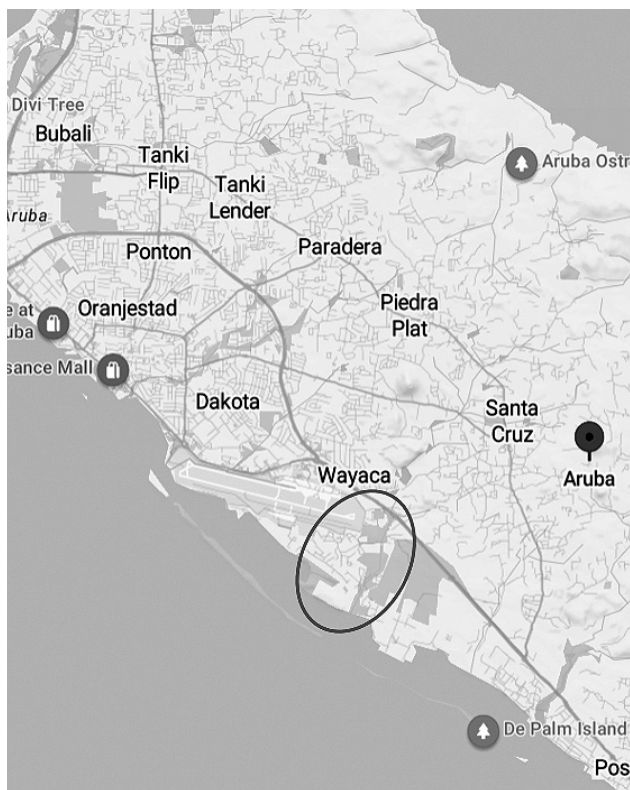 Divi Tree
Bubali
Tanki
Flip
Aruba Ostr
Tanki
Lender
Aruba
Ponton
Paradera
Oranjestad
Piedra
Plat
e at
uba
sance Mall
Dakota
Santa
Cruz
Wayaca
Aruba
De Palm Island
Pos